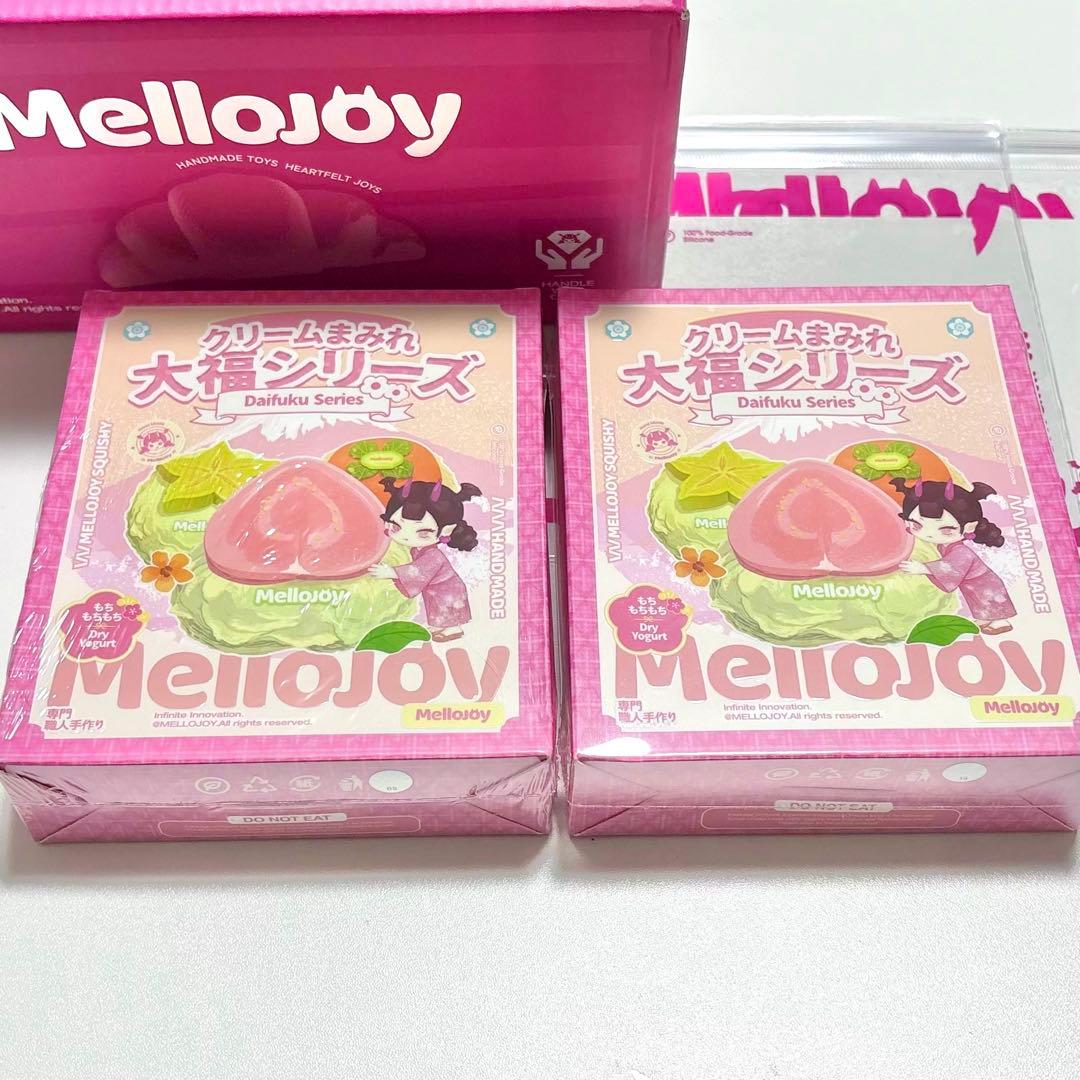 MelloJoy
HANDMADE TOYS HEARTFELT JOYS
HANDLE
.All rights res
100% Food-Grade
Silicone
クリームまみれ
大福シリーズ
Daifuku Series
MELLOJOY SQUISHY
HAND MADE
MelloJoy
もち
もちもち
Dry
Yogurt
MelloJoy
専門
職人手作り
Infinite Innovation.
@MELLOJOY.All rights reserved.
MelloJoy
DO NOT EAT
05
クリームまみれ
大福シリーズ
Daifuku Series
MELLOJOY SQUISHY
HAND MADE
MelloJoy
もち
もちもち
Dry
Yogurt
MelloJoy
専門
職人手作り
Infinite Innovation.
@MELLOJOY.All rights reserved.
MelloJoy
DO NOT EAT